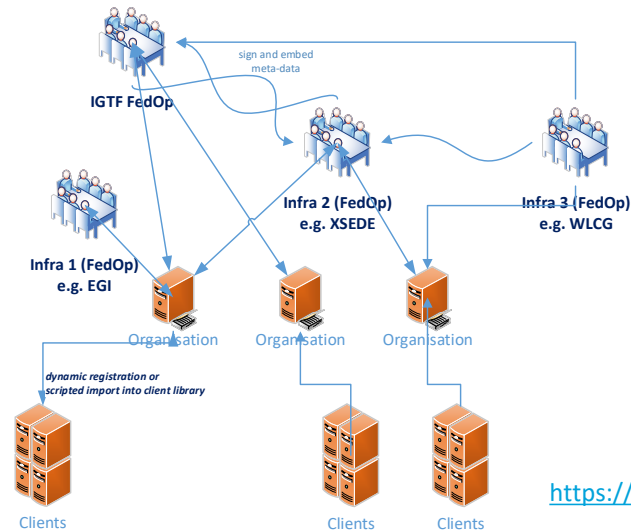 sign and embed
meta-data
IGTF FedOp
Infra 2 (FedOp)
e.g. XSEDE
Infra 3 (FedOp)
e.g. WLCG
Infra 1 (FedOp)
e.g. EGI
Organisation
Organisation
Organisation
dynamic registration or
scripted import into client library
https://
Clients
Clients
Clients